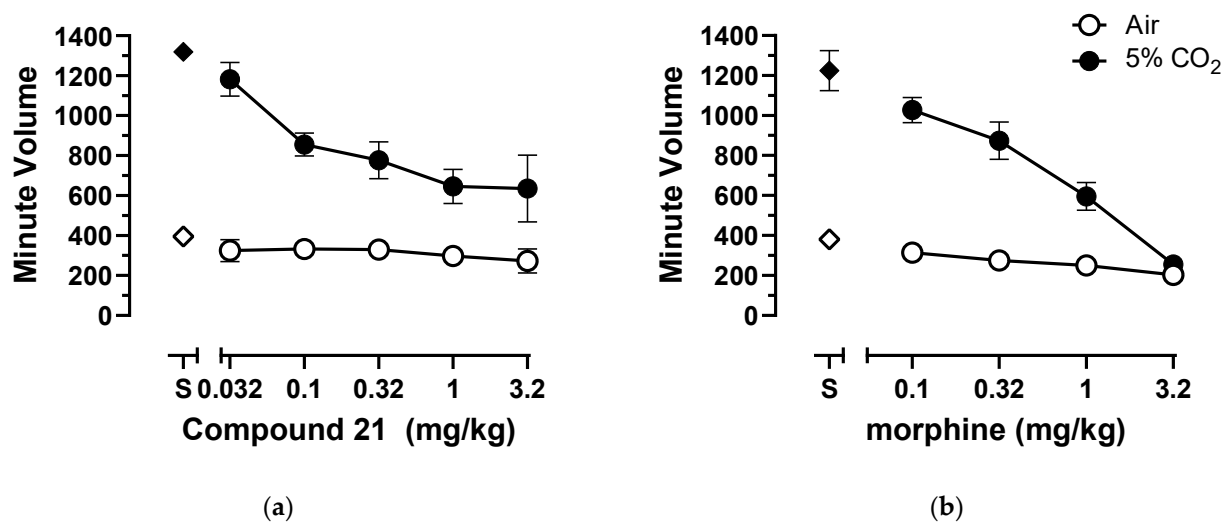 Minute Volume
1400
1200
1000
800
600
400
200
0
S 0.032 0.1 0.32 1 3.2
Compound 21 (mg/kg)
(a)
Air
5% CO₂
Minute Volume
1400
1200
1000
800
600
400
200
0
S 0.1 0.32 1 3.2
morphine (mg/kg)
(b)